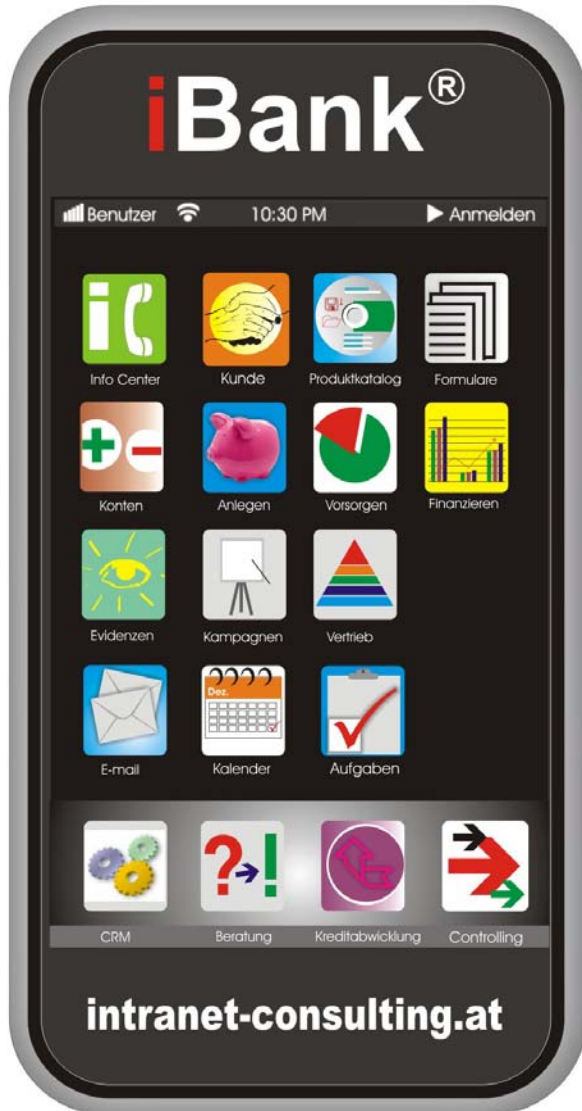 iBank®
Benutzer 10:30 PM Anmelden
Info Center Kunde Produktkatalog Formulare
Konten Anlegen Vorsorgen Finanzieren
Evidenzen Kampagnen Vertrieb
Dez.
E-mail Kalender Aufgaben
CRM Beratung Kreditabwicklung Controlling
intranet-consulting.at